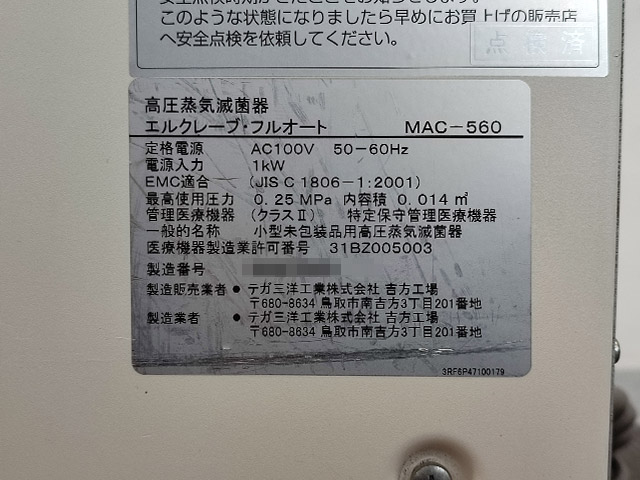 このような状態になりましたら早めにお買上げの販売店
へ安全点検を依頼してください。
点検済
高圧蒸気滅菌器
エルクレーブ・フルオート MAC-560
定格電源 AC100V 50-60Hz
電源入力 1kW
EMC適合 (JIS C 1806-1:2001)
最高使用圧力 0.25 MPa 内容積 0.014 ㎥
管理医療機器 (クラスⅡ) 特定保守管理医療機器
一般的名称 小型未包装品用高圧蒸気滅菌器
医療機器製造業許可番号 31BZ005003
製造番号
製造販売業者 ● テガ三洋工業株式会社 吉方工場
〒680-8634 鳥取市南吉方3丁目201番地
製造業者 ● テガ三洋工業株式会社 吉方工場
〒680-8634 鳥取市南吉方3丁目201番地
3RF6P47100179